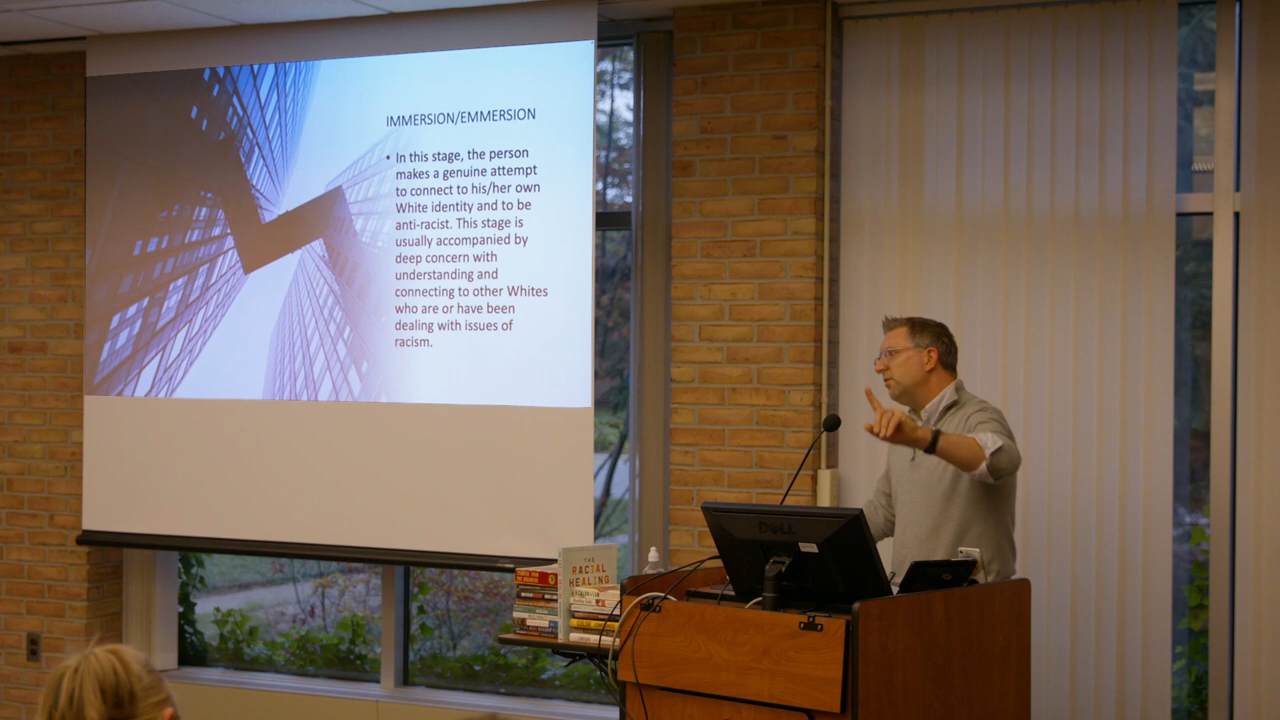 IMMERSION/EMMERSION
• In this stage, the person
makes a genuine attempt
to connect to his/her own
White identity and to be
anti-racist. This stage is
usually accompanied by
deep concern with
understanding and
connecting to other Whites
who are or have been
dealing with issues of
racism.
THE
RACIAL
HEALING
HANDBOOK
DELL